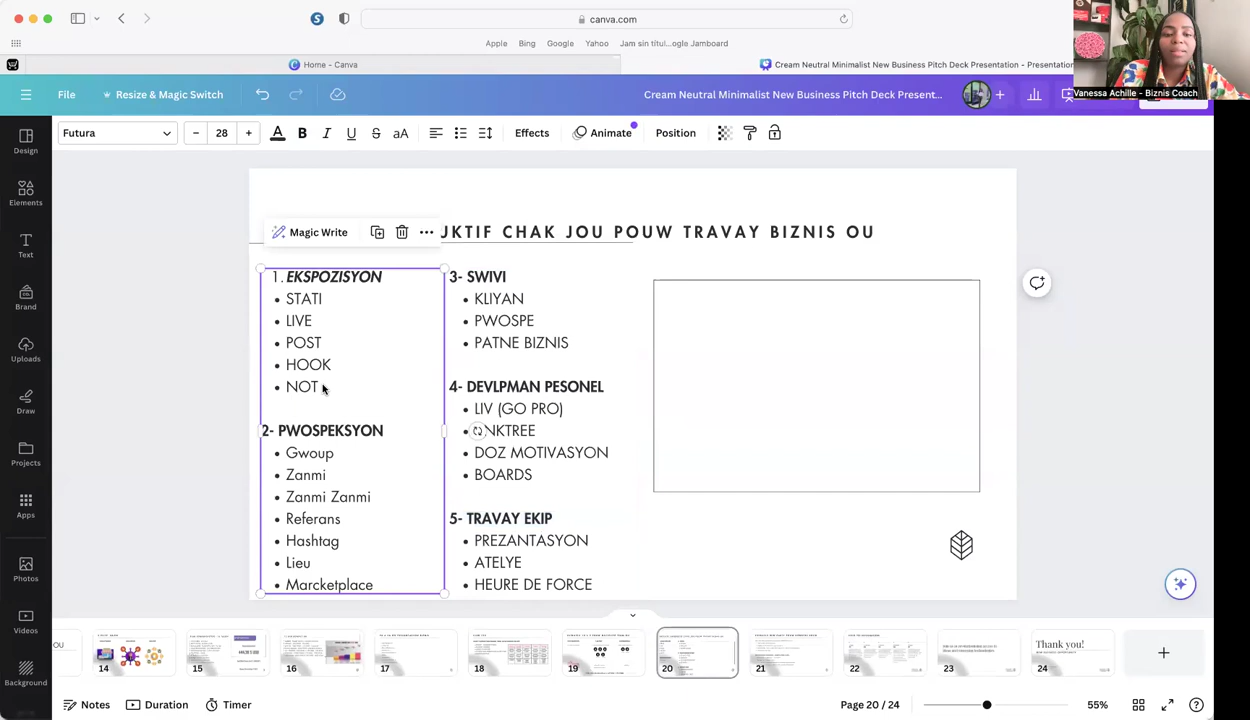 canva.com
Apple Bing Google Yahoo Jam sin titul...ogle Jamboard
Home - Canva
Cream Neutral Minimalist New Business Pitch Deck Presentation - Presentation
Vanessa Achille - Biznis Coach
File Resize & Magic Switch
Cream Neutral Minimalist New Business Pitch Deck Present...
Futura
28
aA
Effects
Animate
Position
Design
Elements
Text
Brand
Uploads
Draw
Projects
Apps
Photos
Videos
Background
Magic Write
UKTIF CHAK JOU POUW TRAVAY BIZNIS OU
1. EKSPOZISYON
• STATI
• LIVE
• POST
• HOOK
• NOT
2- PWOSPEKSYON
• Gwoup
• Zanmi
• Zanmi Zanmi
• Referans
• Hashtag
• Lieu
• Marcketplace
3- SWIVI
• KLIYAN
• PWOSPE
• PATNE BIZNIS
4- DEVLPMAN PESONEL
• LIV (GO PRO)
• NKTREE
• DOZ MOTIVASYON
• BOARDS
5- TRAVAY EKIP
• PREZANTASYON
• ATELYE
• HEURE DE FORCE
OU
14
15
16
17
18
19
20
21
22
23
24
Thank you!
Notes
Duration
Timer
Page 20 / 24
55%